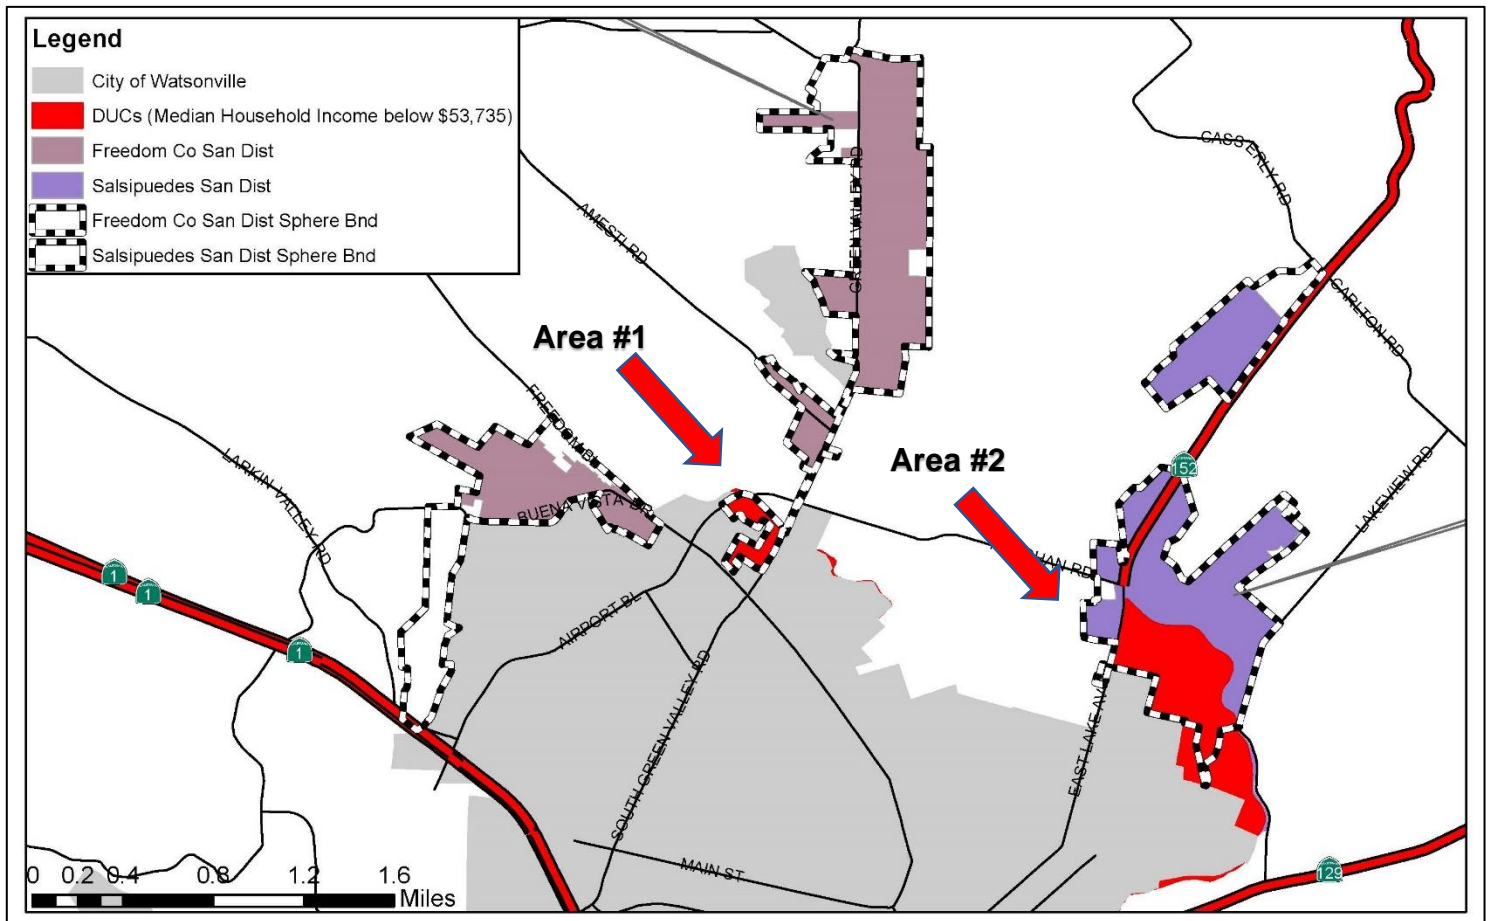 Legend
City of Watsonville
DUCs (Median Household Income below $53,735)
Freedom Co San Dist
Salsipuedes San Dist
Freedom Co San Dist Sphere Bnd
Salsipuedes San Dist Sphere Bnd
CASSERLY RD
AMESTI RD
GREEN VALLEY RD
CARLTON RD
Area #1
FREEDOM BL
Area #2
LARKIN VALLEY RD
152
LAKEVIEW RD
BUENA VISTA DR
HAN RD
1
1
AIRPORT BL
1
SOUTH GREEN VALLEY RD
EAST LAKE AV
MAIN ST
129
0 0.2 0.4 0.8 1.2 1.6
Miles